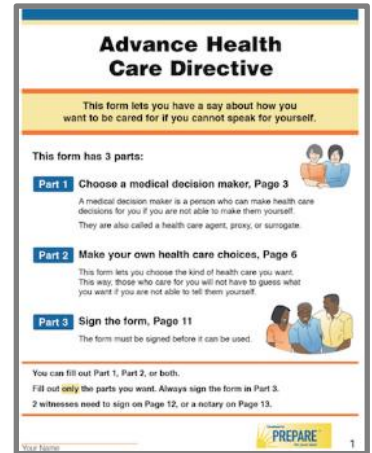 Advance Health
Care Directive
This form lets you have a say about how you
want to be cared for if you cannot speak for yourself.
This form has 3 parts:
Part 1 Choose a medical decision maker, Page 3
A medical decision maker is a person who can make health care
decisions for you if you are not able to make them yourself.
They are also called a health care agent, proxy, or surrogate.
Part 2 Make your own health care choices, Page 6
This form lets you choose the kind of health care you want.
This way, those who care for you will not have to guess what
you want if you are not able to tell them yourself.
Part 3 Sign the form, Page 11
The form must be signed before it can be used.
You can fill out Part 1, Part 2, or both.
Fill out only the parts you want. Always sign the form in Part 3.
2 witnesses need to sign on Page 12, or a notary on Page 13.
PREPARE
Your Name 1